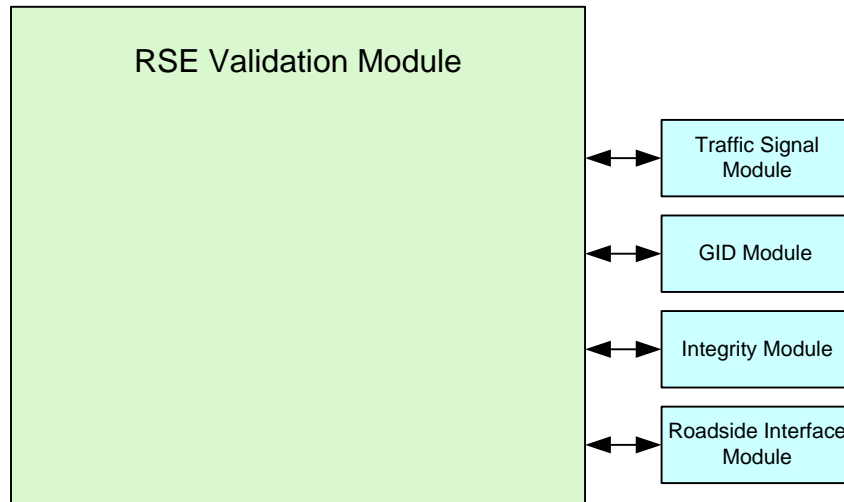 RSE Validation Module
Traffic Signal
Module
GID Module
Integrity Module
Roadside Interface
Module